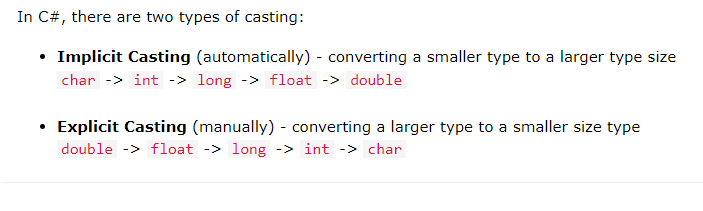 In C#, there are two types of casting:
• Implicit Casting (automatically) - converting a smaller type to a larger type size
char -> int -> long -> float -> double
• Explicit Casting (manually) - converting a larger type to a smaller size type
double -> float -> long -> int -> char